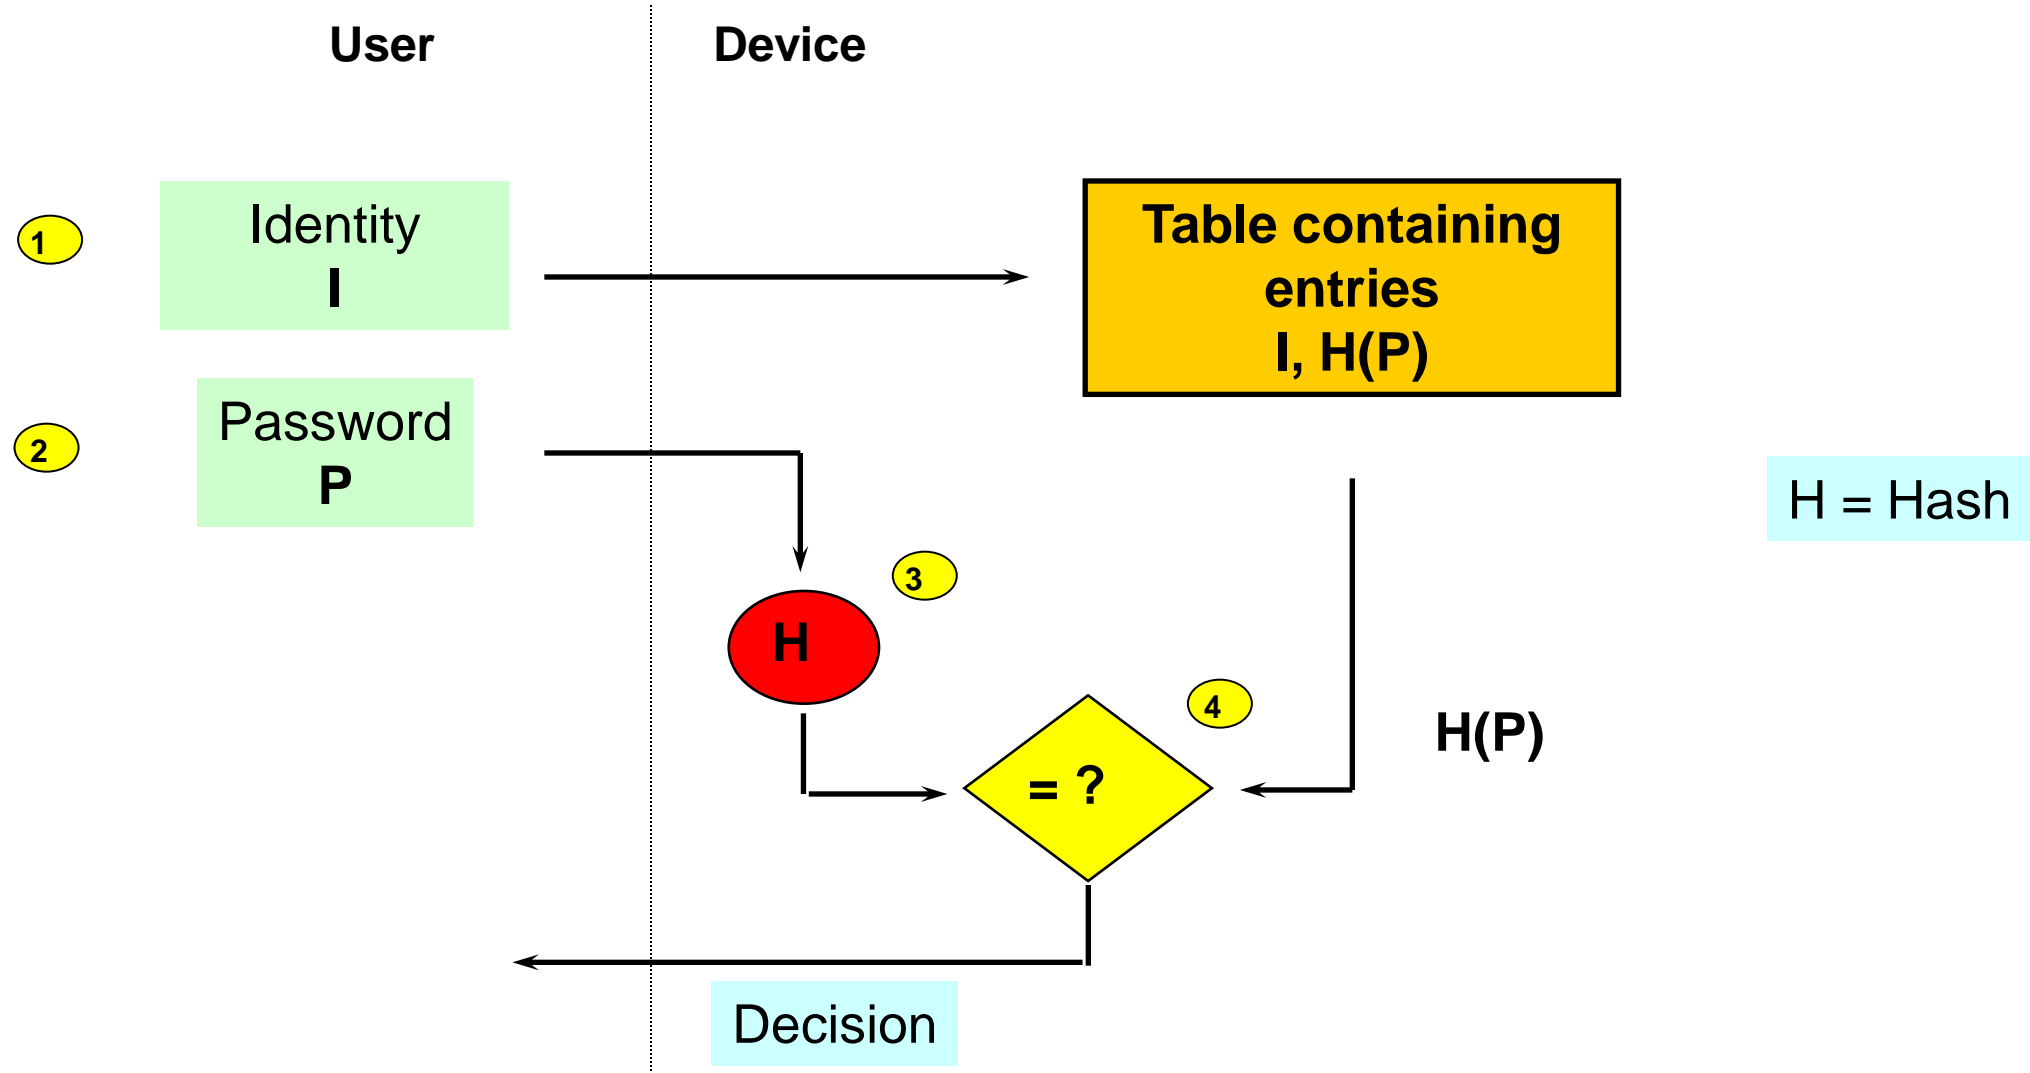 User
Device
1
Identity
I
Table containing
entries
I, H(P)
2
Password
P
H = Hash
3
H
4
= ?
H(P)
Decision